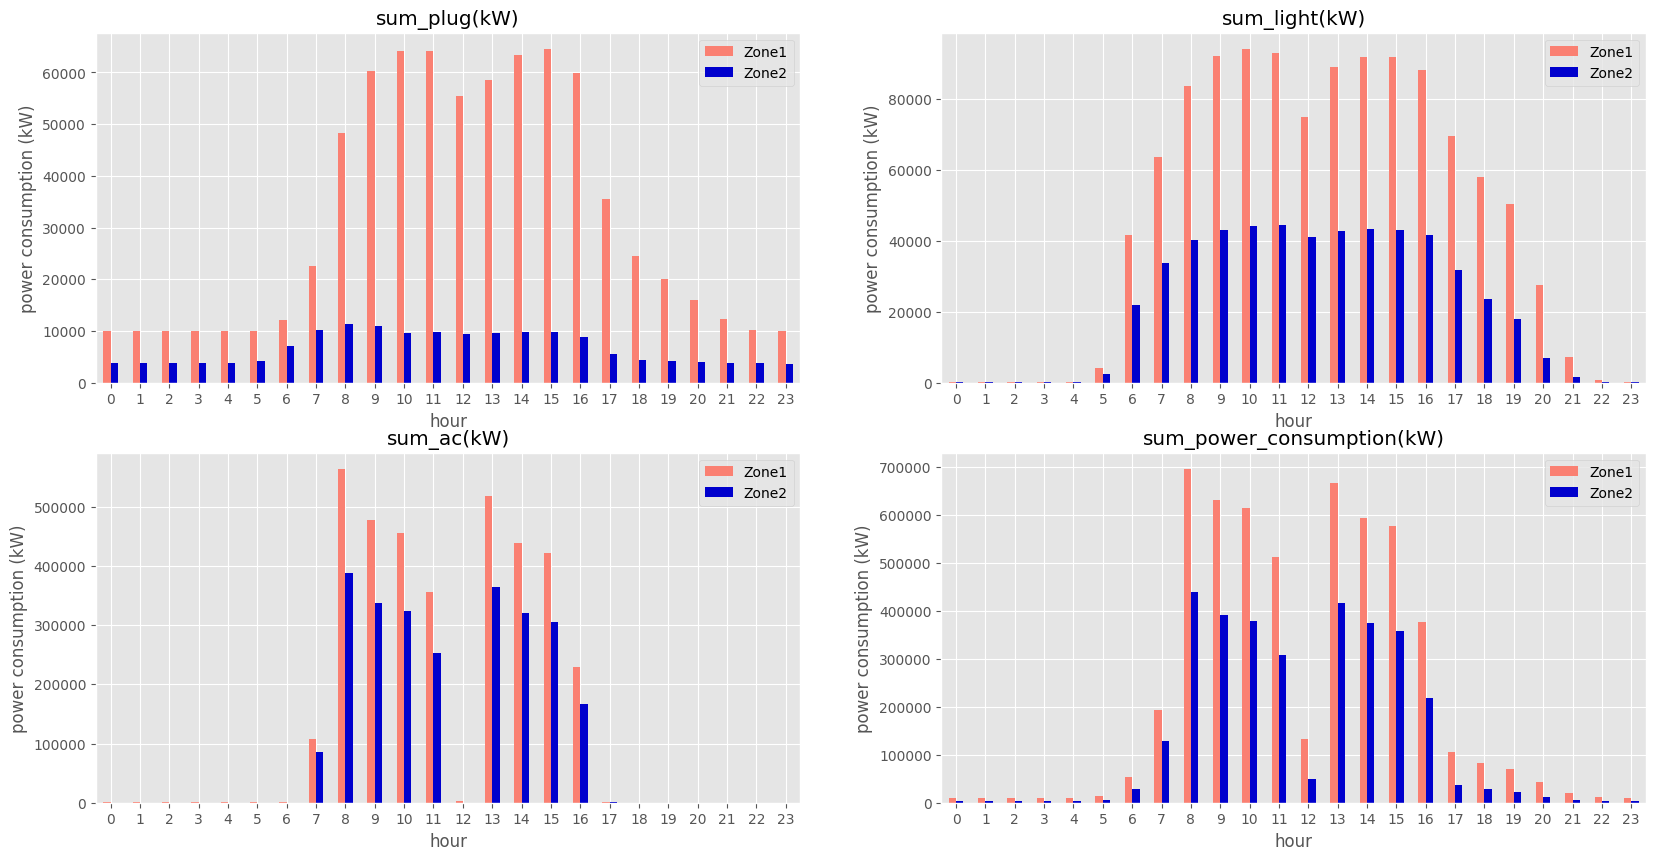 sum_plug(kW)
power consumption (kW)
60000
50000
40000
30000
20000
10000
0
Zone1
Zone2
0 1 2 3 4 5 6 7 8 9 10 11 12 13 14 15 16 17 18 19 20 21 22 23
hour
sum_light(kW)
power consumption (kW)
80000
60000
40000
20000
0
Zone1
Zone2
0 1 2 3 4 5 6 7 8 9 10 11 12 13 14 15 16 17 18 19 20 21 22 23
hour
sum_ac(kW)
power consumption (kW)
500000
400000
300000
200000
100000
0
Zone1
Zone2
0 1 2 3 4 5 6 7 8 9 10 11 12 13 14 15 16 17 18 19 20 21 22 23
hour
sum_power_consumption(kW)
power consumption (kW)
700000
600000
500000
400000
300000
200000
100000
0
Zone1
Zone2
0 1 2 3 4 5 6 7 8 9 10 11 12 13 14 15 16 17 18 19 20 21 22 23
hour